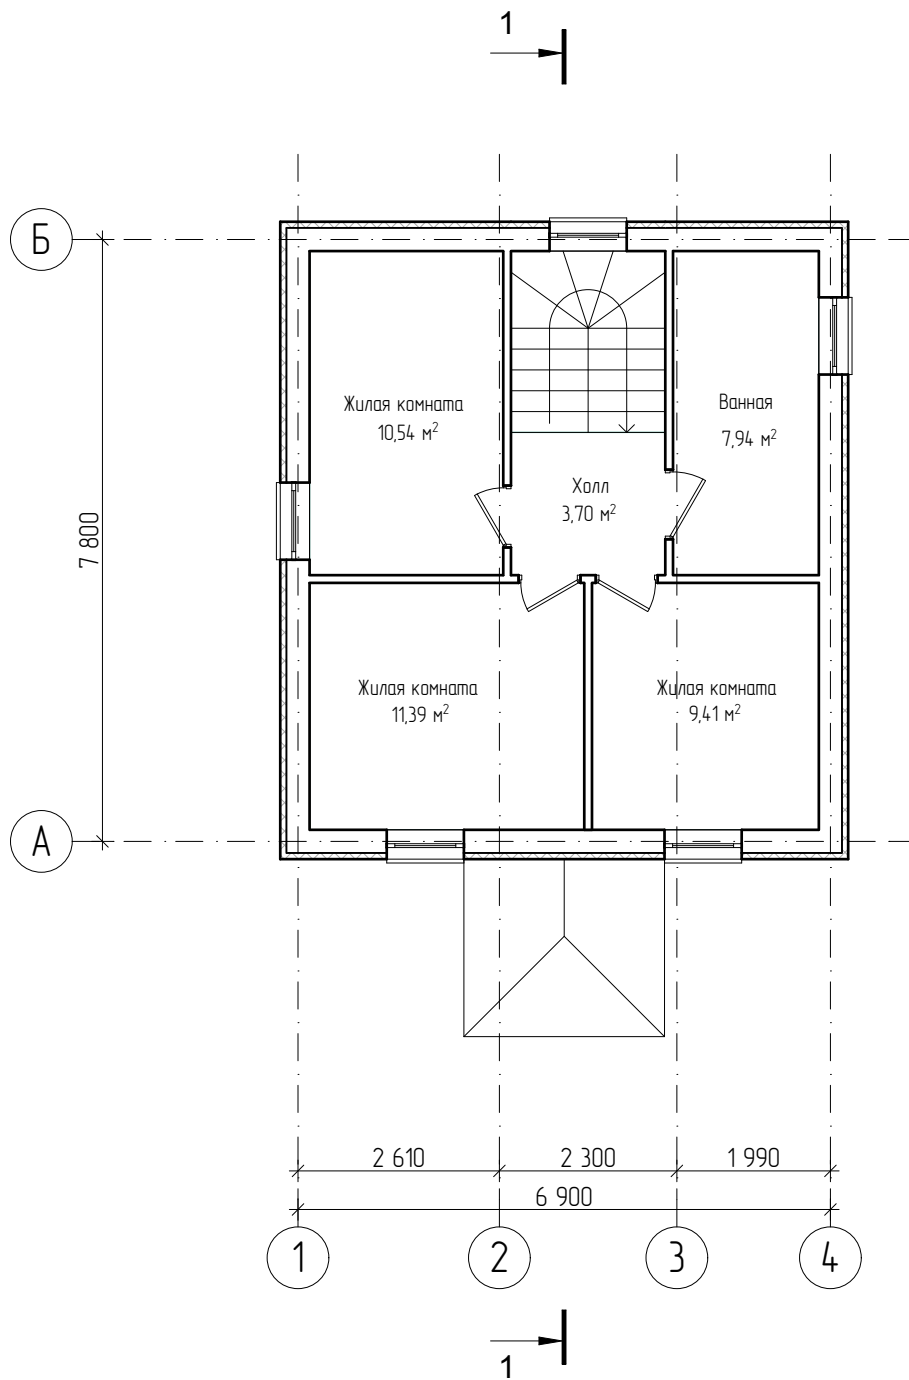 1
Б
Жилая комната
10,54 м²
Ванная
7,94 м²
Холл
3,70 м²
7 800
Жилая комната
11,39 м²
Жилая комната
9,41 м²
А
2 610
2 300
1 990
6 900
1
2
3
4
1